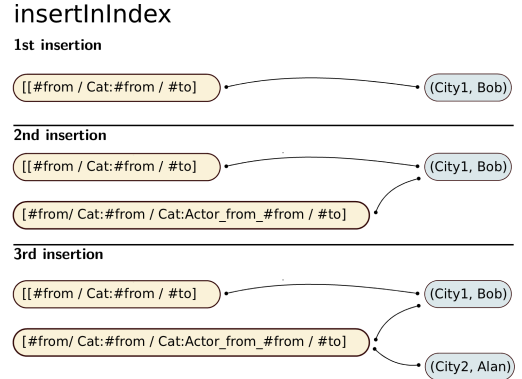 insertInIndex
1st insertion
[[#from / Cat:#from / #to]
(City1, Bob)
2nd insertion
[[#from / Cat:#from / #to]
(City1, Bob)
[#from/ Cat:#from / Cat:Actor_from_#from / #to]
3rd insertion
[[#from / Cat:#from / #to]
(City1, Bob)
[#from/ Cat:#from / Cat:Actor_from_#from / #to]
(City2, Alan)